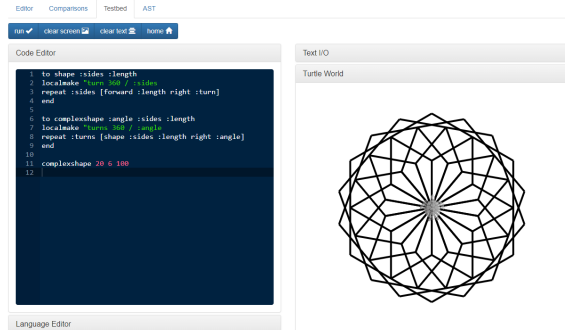 Editor Comparisons Testbed AST
run clear screen clear text home
Code Editor
1 to shape :sides :length
2 localmake "turn 360 / :sides
3 repeat :sides [forward :length right :turn]
4 end
5
6 to complexshape :angle :sides :length
7 localmake "turns 360 / :angle
8 repeat :turns [shape :sides :length right :angle]
9 end
10
11 complexshape 20 6 100
12
Language Editor
Text I/O
Turtle World